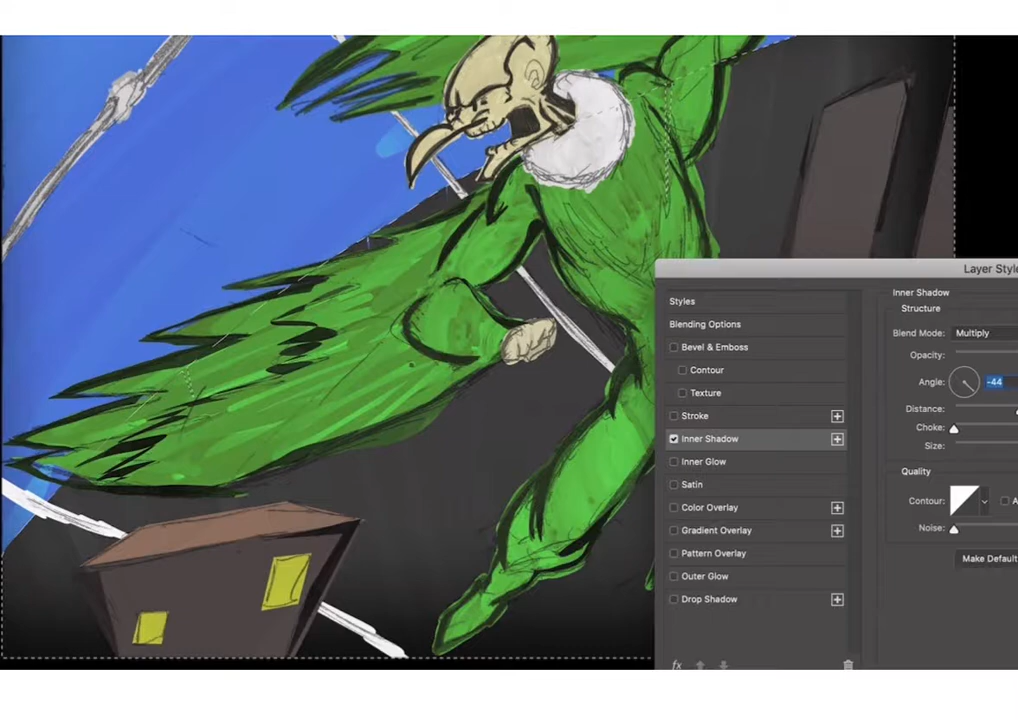 Layer Style
Styles
Blending Options
Bevel & Emboss
Contour
Texture
Stroke
Inner Shadow
Inner Glow
Satin
Color Overlay
Gradient Overlay
Pattern Overlay
Outer Glow
Drop Shadow
fx
Inner Shadow
Structure
Blend Mode: Multiply
Opacity:
Angle: -44
Distance:
Choke:
Size:
Quality
Contour: A
Noise:
Make Default